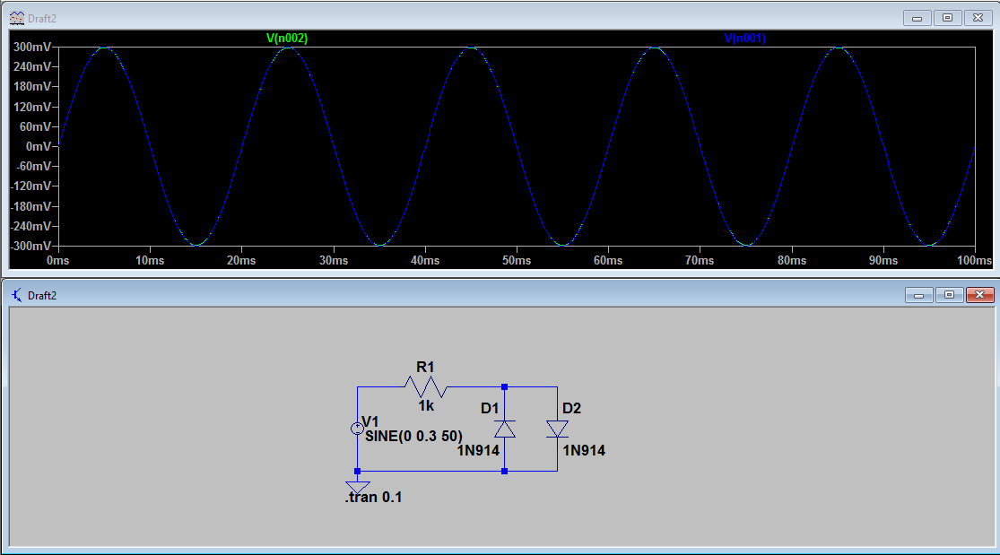 Draft2
V(n002) V(n001)
300mV
240mV
180mV
120mV
60mV
0mV
-60mV
-120mV
-180mV
-240mV
-300mV
0ms 10ms 20ms 30ms 40ms 50ms 60ms 70ms 80ms 90ms 100ms
Draft2
R1
1k
V1
SINE(0 0.3 50)
D1 D2
1N914 1N914
.tran 0.1